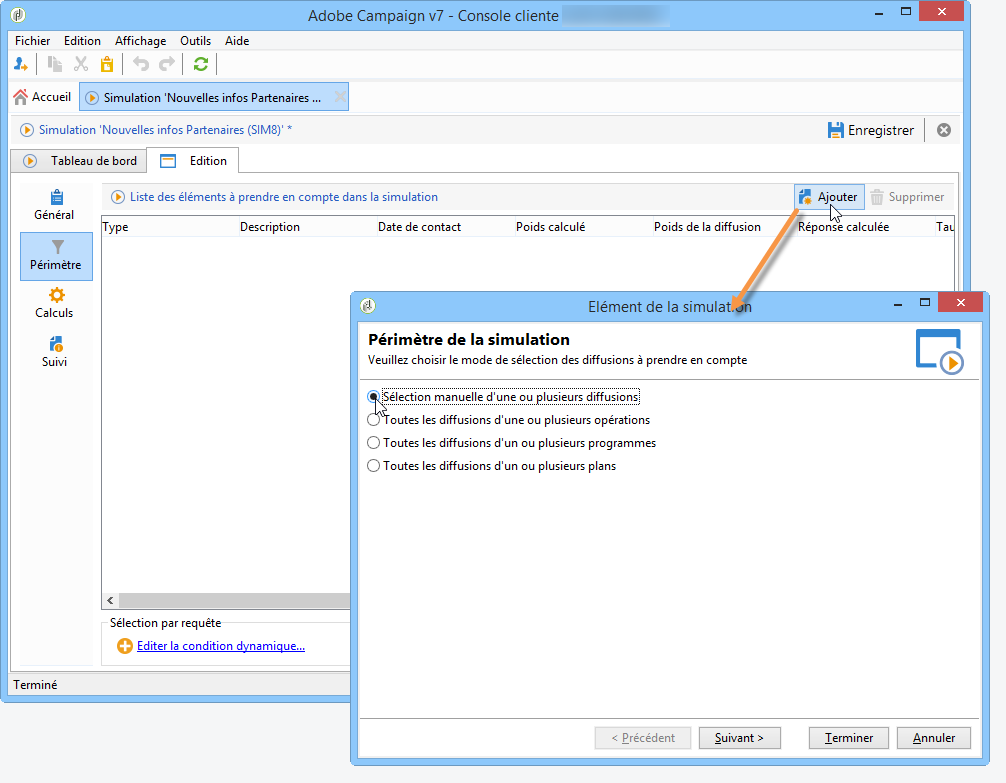 Adobe Campaign v7 - Console cliente
Fichier Edition Affichage Outils Aide
Accueil Simulation 'Nouvelles infos Partenaires ...
Simulation 'Nouvelles infos Partenaires (SIM8)' * Enregistrer
Tableau de bord Edition
Général
Périmètre
Calculs
Suivi
Liste des éléments à prendre en compte dans la simulation Ajouter Supprimer
Type Description Date de contact Poids calculé Poids de la diffusion Réponse calculée Tau
Sélection par requête
Editer la condition dynamique...
Terminé
Elément de la simulation
Périmètre de la simulation
Veuillez choisir le mode de sélection des diffusions à prendre en compte
Sélection manuelle d'une ou plusieurs diffusions
Toutes les diffusions d'une ou plusieurs opérations
Toutes les diffusions d'un ou plusieurs programmes
Toutes les diffusions d'un ou plusieurs plans
< Précédent Suivant > Terminer Annuler